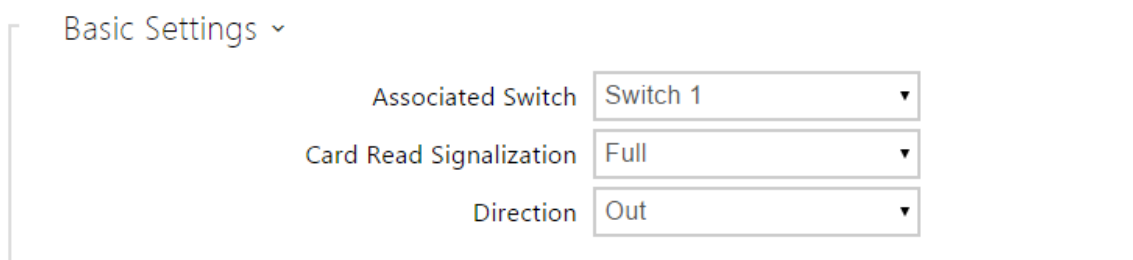 Basic Settings
Associated Switch Switch 1
Card Read Signalization Full
Direction Out